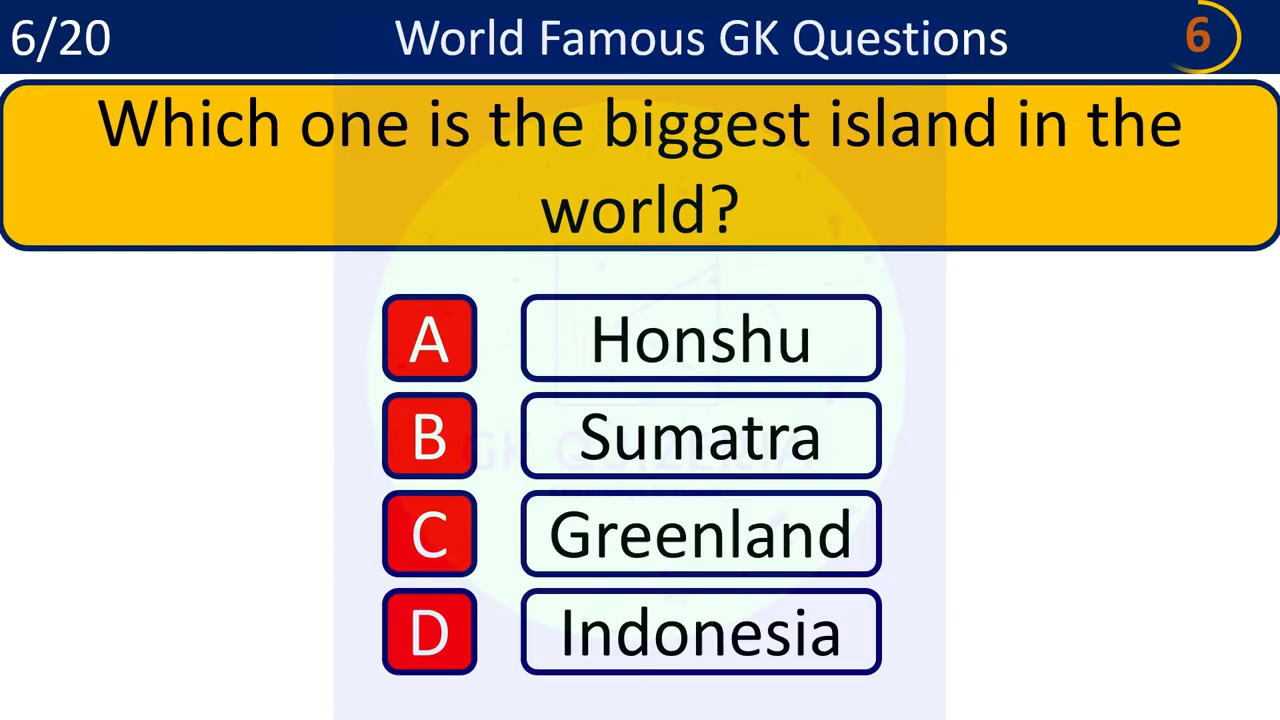 6/20
World Famous GK Questions
6
Which one is the biggest island in the
world?
A Honshu
B Sumatra
C Greenland
D Indonesia